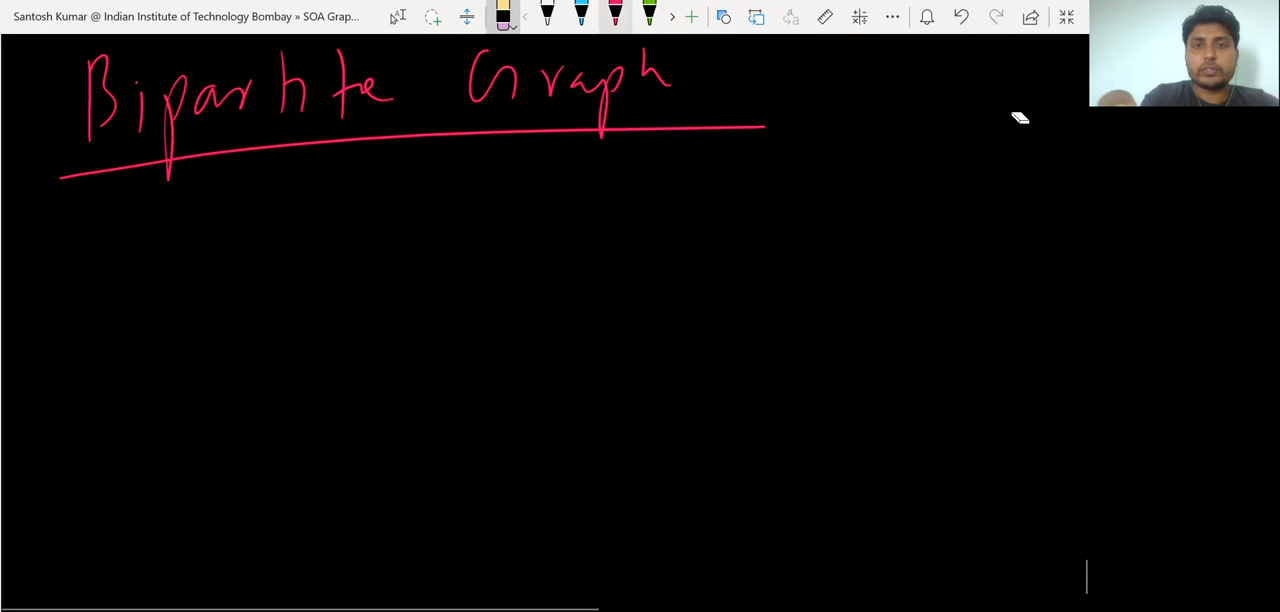 Santosh Kumar @ Indian Institute of Technology Bombay » SOA Grap...
Bipartite Graph